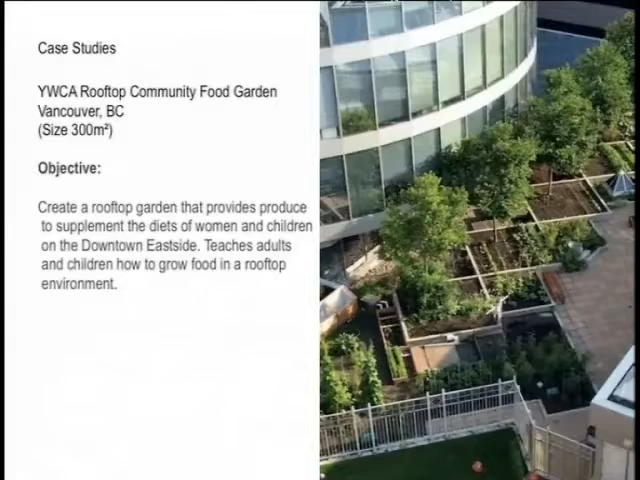 Case Studies
YWCA Rooftop Community Food Garden
Vancouver, BC
(Size 300m²)
Objective:
Create a rooftop garden that provides produce
to supplement the diets of women and children
on the Downtown Eastside. Teaches adults
and children how to grow food in a rooftop
environment.